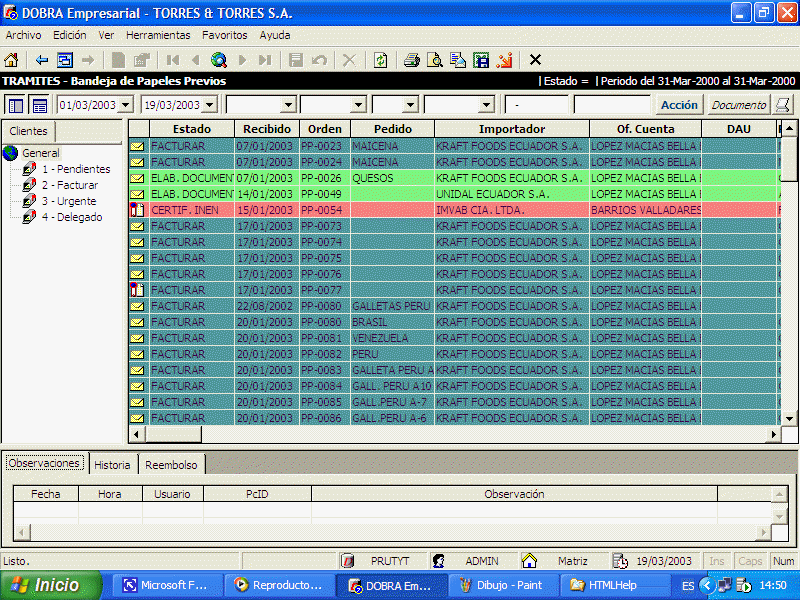 DOBRA Empresarial - TORRES & TORRES S.A.
Archivo Edición Ver Herramientas Favoritos Ayuda
TRAMITES - Bandeja de Papeles Previos | Estado = | Periodo del 31-Mar-2000 al 31-Mar-2000
01/03/2003 19/03/2003 - Acción Documento
Clientes
General
1 - Pendientes
2 - Facturar
3 - Urgente
4 - Delegado
Estado Recibido Orden Pedido Importador Of. Cuenta DAU
FACTURAR 07/01/2003 PP-0023 MAICENA KRAFT FOODS ECUADOR S.A. LOPEZ MACIAS BELLA
FACTURAR 07/01/2003 PP-0024 MAICENA KRAFT FOODS ECUADOR S.A. LOPEZ MACIAS BELLA
ELAB. DOCUMEN 07/01/2003 PP-0026 QUESOS KRAFT FOODS ECUADOR S.A. LOPEZ MACIAS BELLA
ELAB. DOCUMEN 14/01/2003 PP-0049 UNIDAL ECUADOR S.A. LOPEZ MACIAS BELLA
CERTIF. INEN 15/01/2003 PP-0054 IMVAB CIA. LTDA. BARRIOS VALLADARES
FACTURAR 17/01/2003 PP-0073 KRAFT FOODS ECUADOR S.A. LOPEZ MACIAS BELLA
FACTURAR 17/01/2003 PP-0074 KRAFT FOODS ECUADOR S.A. LOPEZ MACIAS BELLA
FACTURAR 17/01/2003 PP-0075 KRAFT FOODS ECUADOR S.A. LOPEZ MACIAS BELLA
FACTURAR 17/01/2003 PP-0076 KRAFT FOODS ECUADOR S.A. LOPEZ MACIAS BELLA
FACTURAR 17/01/2003 PP-0077 KRAFT FOODS ECUADOR S.A. LOPEZ MACIAS BELLA
FACTURAR 22/08/2002 PP-0080 GALLETAS PERU KRAFT FOODS ECUADOR S.A. LOPEZ MACIAS BELLA
FACTURAR 20/01/2003 PP-0080 BRASIL KRAFT FOODS ECUADOR S.A. LOPEZ MACIAS BELLA
FACTURAR 20/01/2003 PP-0081 VENEZUELA KRAFT FOODS ECUADOR S.A. LOPEZ MACIAS BELLA
FACTURAR 20/01/2003 PP-0082 PERU KRAFT FOODS ECUADOR S.A. LOPEZ MACIAS BELLA
FACTURAR 20/01/2003 PP-0083 GALLETA PERU A KRAFT FOODS ECUADOR S.A. LOPEZ MACIAS BELLA
FACTURAR 20/01/2003 PP-0084 GALL. PERU A10 KRAFT FOODS ECUADOR S.A. LOPEZ MACIAS BELLA
FACTURAR 20/01/2003 PP-0085 GALL.PERU A-7 KRAFT FOODS ECUADOR S.A. LOPEZ MACIAS BELLA
FACTURAR 20/01/2003 PP-0086 GALL.PERU A-6 KRAFT FOODS ECUADOR S.A. LOPEZ MACIAS BELLA
Observaciones Historia Reembolso
Fecha Hora Usuario PcID Observación
Listo. PRUTYT ADMIN Matriz 19/03/2003 Ins Caps Num
Inicio Microsoft F... Reproducto... DOBRA Em... Dibujo - Paint HTMLHelp ES 14:50